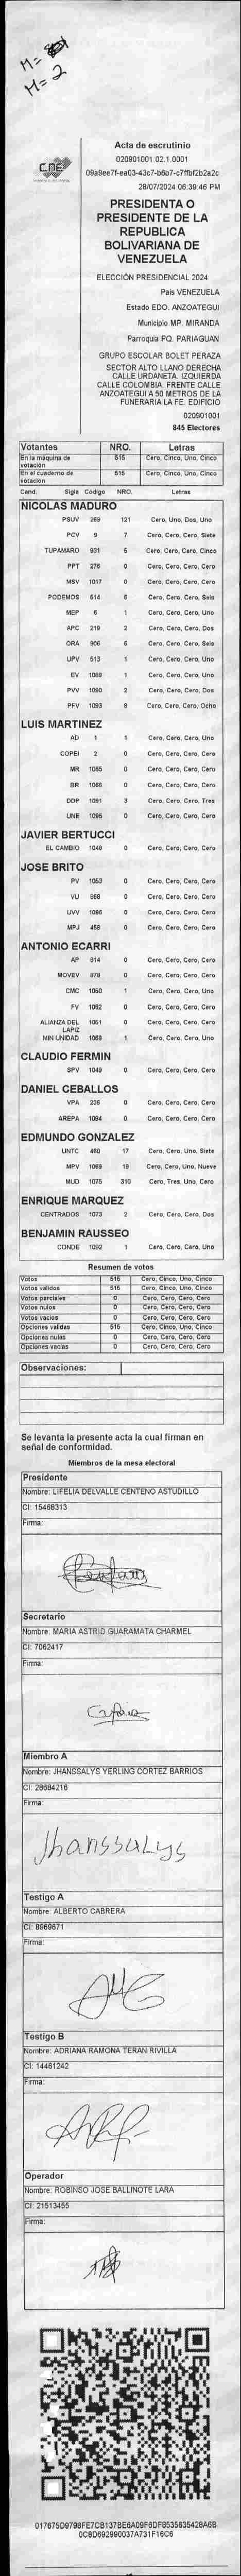 M=
M= 2
CNE
Acta de escrutinio
020901001.02.1.0001
09a9ee7f-ea03-43c7-b6b7-c7ffbf2b2a2c
28/07/2024 06:39:46 PM
PRESIDENTA O
PRESIDENTE DE LA
REPUBLICA
BOLIVARIANA DE
VENEZUELA
ELECCIÓN PRESIDENCIAL 2024
País VENEZUELA
Estado EDO. ANZOATEGUI
Municipio MP. MIRANDA
Parroquia PQ. PARIAGUAN
GRUPO ESCOLAR BOLET PERAZA
SECTOR ALTO LLANO DERECHA
CALLE URDANETA. IZQUIERDA
CALLE COLOMBIA. FRENTE CALLE
ANZOATEGUI A 50 METROS DE LA
FUNERARIA LA FE. EDIFICIO
020901001
845 Electores
Votantes NRO. Letras
En la máquina de votación 515 Cero, Cinco, Uno, Cinco
En el cuaderno de votación 515 Cero, Cinco, Uno, Cinco
Cand. Sigla Código NRO. Letras
NICOLAS MADURO
PSUV 269 121 Cero, Uno, Dos, Uno
PCV 9 7 Cero, Cero, Cero, Siete
TUPAMARO 931 5 Cero, Cero, Cero, Cinco
PPT 276 0 Cero, Cero, Cero, Cero
MSV 1017 0 Cero, Cero, Cero, Cero
PODEMOS 514 6 Cero, Cero, Cero, Seis
MEP 6 1 Cero, Cero, Cero, Uno
APC 219 2 Cero, Cero, Cero, Dos
ORA 906 6 Cero, Cero, Cero, Seis
UPV 513 1 Cero, Cero, Cero, Uno
EV 1089 1 Cero, Cero, Cero, Uno
PVV 1090 2 Cero, Cero, Cero, Dos
PFV 1093 8 Cero, Cero, Cero, Ocho
LUIS MARTINEZ
AD 1 1 Cero, Cero, Cero, Uno
COPEI 2 0 Cero, Cero, Cero, Cero
MR 1065 0 Cero, Cero, Cero, Cero
BR 1066 0 Cero, Cero, Cero, Cero
DDP 1091 3 Cero, Cero, Cero, Tres
UNE 1095 0 Cero, Cero, Cero, Cero
JAVIER BERTUCCI
EL CAMBIO 1048 0 Cero, Cero, Cero, Cero
JOSE BRITO
PV 1053 0 Cero, Cero, Cero, Cero
VU 868 0 Cero, Cero, Cero, Cero
UVV 1096 0 Cero, Cero, Cero, Cero
MPJ 458 0 Cero, Cero, Cero, Cero
ANTONIO ECARRI
AP 814 0 Cero, Cero, Cero, Cero
MOVEV 879 0 Cero, Cero, Cero, Cero
CMC 1050 1 Cero, Cero, Cero, Uno
FV 1062 0 Cero, Cero, Cero, Cero
ALIANZA DEL LAPIZ 1051 0 Cero, Cero, Cero, Cero
MIN UNIDAD 1068 1 Cero, Cero, Cero, Uno
CLAUDIO FERMIN
SPV 1049 0 Cero, Cero, Cero, Cero
DANIEL CEBALLOS
VPA 236 0 Cero, Cero, Cero, Cero
AREPA 1094 0 Cero, Cero, Cero, Cero
EDMUNDO GONZALEZ
UNTC 460 17 Cero, Cero, Uno, Siete
MPV 1069 19 Cero, Cero, Uno, Nueve
MUD 1075 310 Cero, Tres, Uno, Cero
ENRIQUE MARQUEZ
CENTRADOS 1073 2 Cero, Cero, Cero, Dos
BENJAMIN RAUSSEO
CONDE 1092 1 Cero, Cero, Cero, Uno
Resumen de votos
Votos 515 Cero, Cinco, Uno, Cinco
Votos validos 515 Cero, Cinco, Uno, Cinco
Votos parciales 0 Cero, Cero, Cero, Cero
Votos nulos 0 Cero, Cero, Cero, Cero
Votos vacios 0 Cero, Cero, Cero, Cero
Opciones validas 515 Cero, Cinco, Uno, Cinco
Opciones nulas 0 Cero, Cero, Cero, Cero
Opciones vacias 0 Cero, Cero, Cero, Cero
Observaciones:
Se levanta la presente acta la cual firman en
señal de conformidad.
Miembros de la mesa electoral
Presidente
Nombre: LIFELIA DELVALLE CENTENO ASTUDILLO
CI: 15468313
Firma:
Secretario
Nombre: MARIA ASTRID GUARAMATA CHARMEL
CI: 7062417
Firma:
Miembro A
Nombre: JHANSSALYS YERLING CORTEZ BARRIOS
CI: 28684216
Firma:
Jhanssalys
Testigo A
Nombre: ALBERTO CABRERA
CI: 8969671
Firma:
Testigo B
Nombre: ADRIANA RAMONA TERAN RIVILLA
CI: 14461242
Firma:
Operador
Nombre: ROBINSO JOSE BALLINOTE LARA
CI: 21513455
Firma:
017675D9798FE7CB137BE6A09F6DF8535635428A6B
0C8D692990037A731F16C6